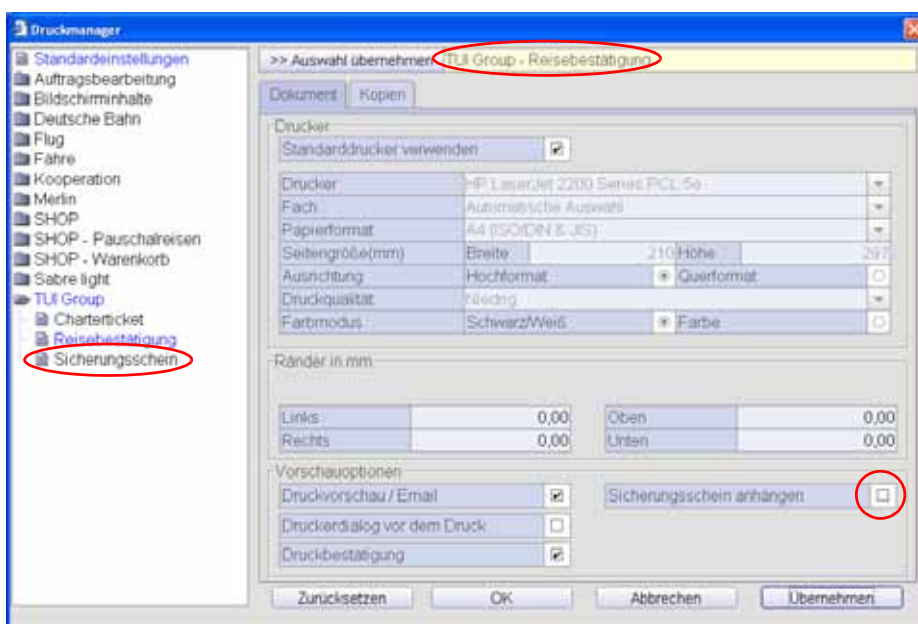 Druckmanager
Standardeinstellungen
Auftragsbearbeitung
Bildschirminhalte
Deutsche Bahn
Flug
Fähre
Kooperation
Merlin
SHOP
SHOP - Pauschalreisen
SHOP - Warenkorb
Sabre light
TUI Group
Charterticket
Reisebestätigung
Sicherungsschein
>> Auswahl übernehmen TUI Group - Reisebestätigung
Dokument Kopien
Drucker
Standarddrucker verwenden
Drucker HP LaserJet 2200 Series PCL 5e
Fach Automatische Auswahl
Papierformat A4 (ISO/DIN & JIS)
Seitengröße(mm) Breite 210 Höhe 297
Ausrichtung Hochformat Querformat
Druckqualität Niedrig
Farbmodus Schwarz/Weiß Farbe
Ränder in mm
Links 0,00 Oben 0,00
Rechts 0,00 Unten 0,00
Vorschauoptionen
Druckvorschau / Email Sicherungsschein anhängen
Druckerdialog vor dem Druck
Druckbestätigung
Zurücksetzen OK Abbrechen Übernehmen